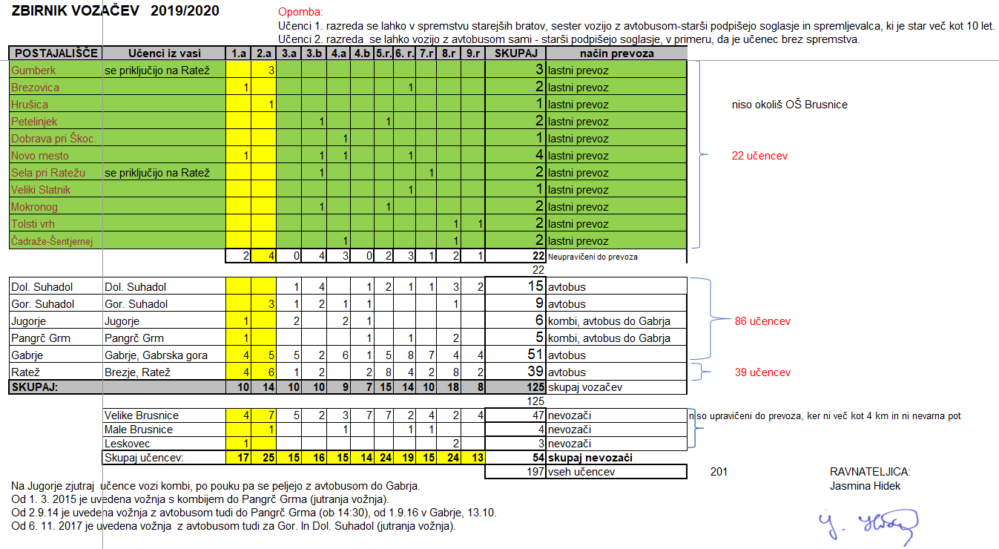 ZBIRNIK VOZAČEV 2019/2020
Opomba:
Učenci 1. razreda se lahko v spremstvu starejših bratov, sester vozijo z avtobusom-starši podpišejo soglasje in spremljevalca, ki je star več kot 10 let.
Učenci 2. razreda se lahko vozijo z avtobusom sami - starši podpišejo soglasje, v primeru, da je učenec brez spremstva.
POSTAJALIŠČE Učenci iz vasi 1.a 2.a 3.a 3.b 4.a 4.b 5.r. 6. r. 7.r 8.r 9.r SKUPAJ način prevoza
Gumberk se priključijo na Ratež 3 3 lastni prevoz
Brezovica 1 1 2 lastni prevoz
Hrušica 1 1 lastni prevoz niso okoliš OŠ Brusnice
Petelinjek 1 1 2 lastni prevoz
Dobrava pri Škoc. 1 1 lastni prevoz
Novo mesto 1 1 1 1 4 lastni prevoz 22 učencev
Sela pri Ratežu se priključijo na Ratež 1 1 2 lastni prevoz
Veliki Slatnik 1 1 lastni prevoz
Mokronog 1 1 2 lastni prevoz
Tolsti vrh 1 1 2 lastni prevoz
Čadraže-Šentjernej 1 1 2 lastni prevoz
2 4 0 4 3 0 2 3 1 2 1 22 Neupravičeni do prevoza
22
Dol. Suhadol Dol. Suhadol 1 4 1 2 1 1 3 2 15 avtobus
Gor. Suhadol Gor. Suhadol 3 1 2 1 1 1 9 avtobus
Jugorje Jugorje 1 2 2 1 6 kombi, avtobus do Gabrja 86 učencev
Pangrč Grm Pangrč Grm 1 1 1 2 5 kombi, avtobus do Gabrja
Gabrje Gabrje, Gabrska gora 4 5 5 2 6 1 5 8 7 4 4 51 avtobus
Ratež Brezje, Ratež 4 6 1 2 2 8 4 2 8 2 39 avtobus 39 učencev
SKUPAJ: 10 14 10 10 9 7 15 14 10 18 8 125 skupaj vozačev
125
Velike Brusnice 4 7 5 2 3 7 7 2 4 2 4 47 nevozači niso upravičeni do prevoza, ker ni več kot 4 km in ni nevarna pot
Male Brusnice 1 1 1 1 4 nevozači
Leskovec 1 2 3 nevozači
Skupaj učencev: 17 25 15 16 15 14 24 19 15 24 13 54 skupaj nevozači
197 vseh učencev 201 RAVNATELJICA:
Na Jugorje zjutraj učence vozi kombi, po pouku pa se peljejo z avtobusom do Gabrja. Jasmina Hidek
Od 1. 3. 2015 je uvedena vožnja s kombijem do Pangrč Grma (jutranja vožnja).
Od 2.9.14 je uvedena vožnja z avtobusom tudi do Pangrč Grma (ob 14:30), od 1.9.16 v Gabrje, 13.10.
Od 6. 11. 2017 je uvedena vožnja z avtobusom tudi za Gor. In Dol. Suhadol (jutranja vožnja).